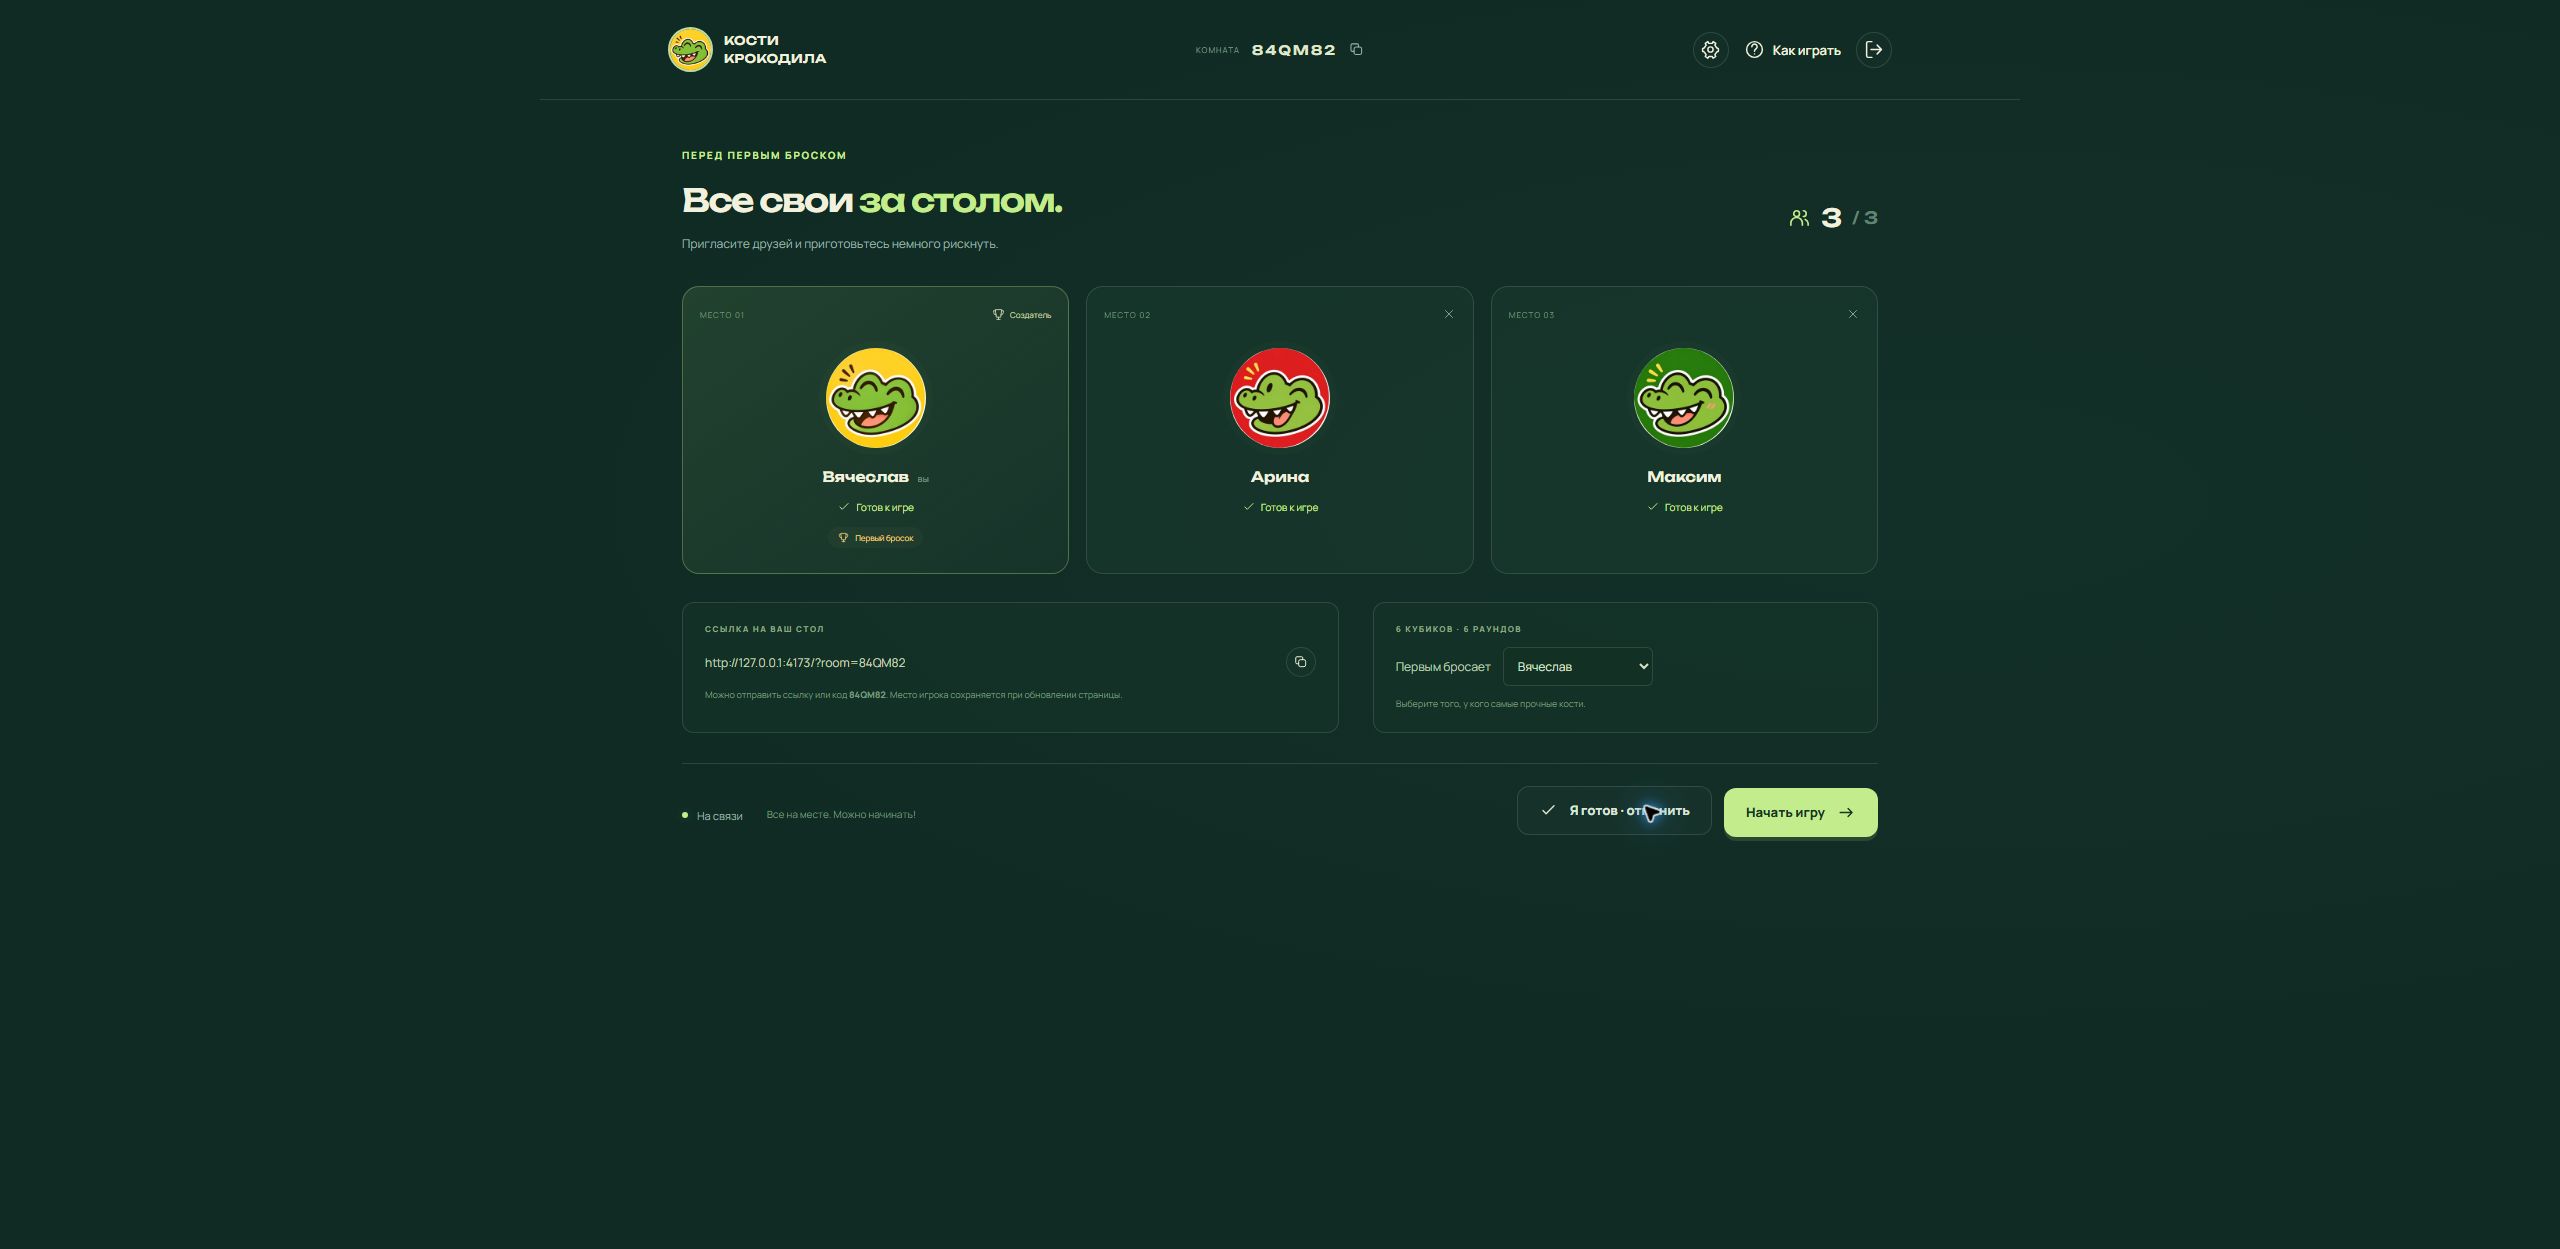 КОСТИ
КРОКОДИЛА
КОМНАТА 84QM82
Как играть
ПЕРЕД ПЕРВЫМ БРОСКОМ
Все свои за столом.
Пригласите друзей и приготовьтесь немного рискнуть.
3 / 3
МЕСТО 01
Создатель
Вячеслав вы
Готов к игре
Первый бросок
МЕСТО 02
Арина
Готов к игре
МЕСТО 03
Максим
Готов к игре
ССЫЛКА НА ВАШ СТОЛ
http://127.0.0.1:4173/?room=84QM82
Можно отправить ссылку или код 84QM82. Место игрока сохраняется при обновлении страницы.
6 КУБИКОВ · 6 РАУНДОВ
Первым бросает Вячеслав
Выберите того, у кого самые прочные кости.
На связи
Все на месте. Можно начинать!
Я готов ·
Начать игру